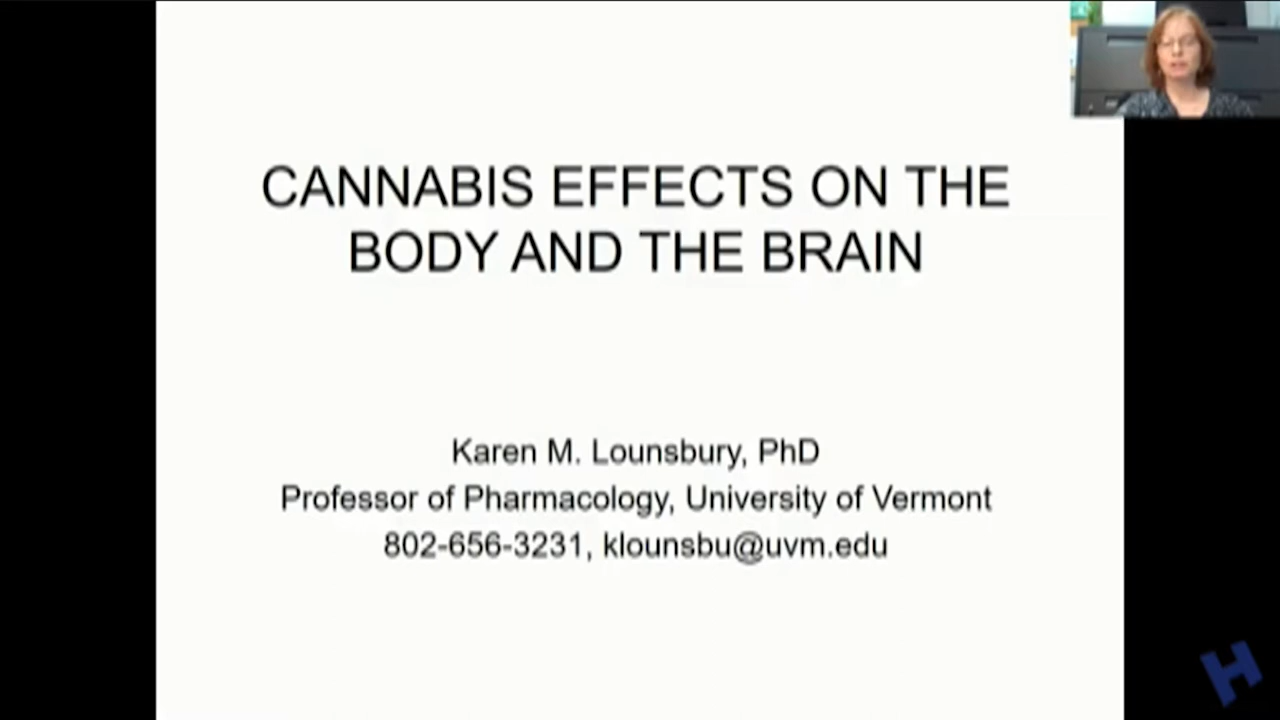 CANNABIS EFFECTS ON THE
BODY AND THE BRAIN
Karen M. Lounsbury, PhD
Professor of Pharmacology, University of Vermont
802-656-3231, klounsbu@uvm.edu
H